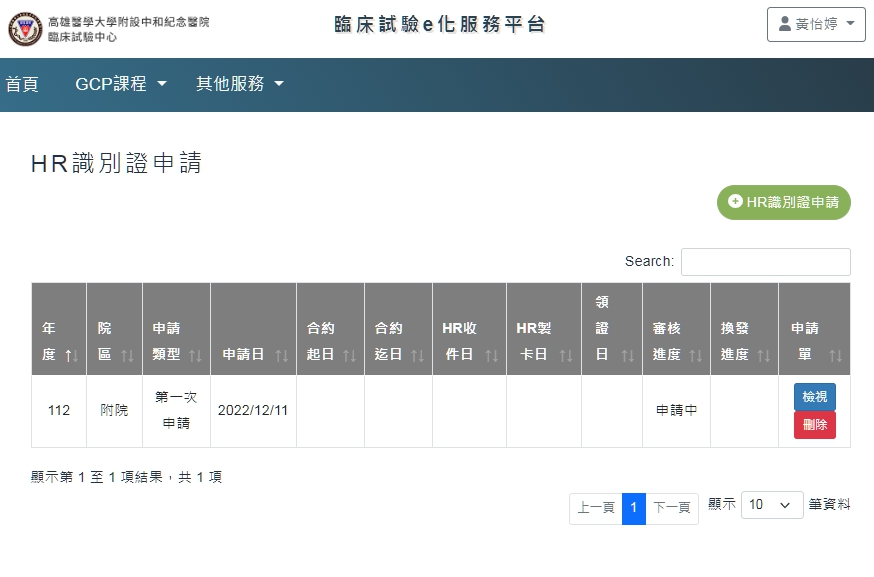 高雄醫學大學附設中和紀念醫院
臨床試驗中心
臨床試驗e化服務平台
黃怡婷
首頁 GCP課程 其他服務
HR識別證申請
HR識別證申請
Search:
年度 院區 申請類型 申請日 合約起日 合約迄日 HR收件日 HR製卡日 領證日 審核進度 換發進度 申請單
112 附院 第一次申請 2022/12/11 申請中 檢視
刪除
顯示第 1 至 1 項結果，共 1 項
上一頁 1 下一頁 顯示 10 筆資料